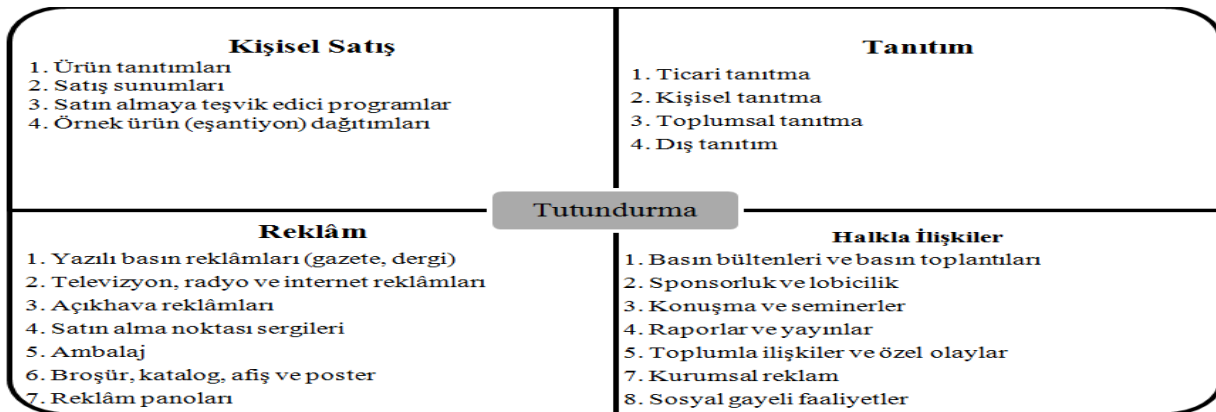 Kişisel Satış
1. Ürün tanıtımları
2. Satış sunumları
3. Satın almaya teşvik edici programlar
4. Örnek ürün (eşantiyon) dağıtımları
Tanıtım
1. Ticari tanıtma
2. Kişisel tanıtma
3. Toplumsal tanıtma
4. Dış tanıtım
Tutundurma
Reklâm
1. Yazılı basın reklâmları (gazete, dergi)
2. Televizyon, radyo ve internet reklâmları
3. Açıkhava reklâmları
4. Satın alma noktası sergileri
5. Ambalaj
6. Broşür, katalog, afiş ve poster
7. Reklâm panoları
Halkla İlişkiler
1. Basın bültenleri ve basın toplantıları
2. Sponsorluk ve lobicilik
3. Konuşma ve seminerler
4. Raporlar ve yayınlar
5. Toplumla ilişkiler ve özel olaylar
7. Kurumsal reklam
8. Sosyal gayeli faaliyetler